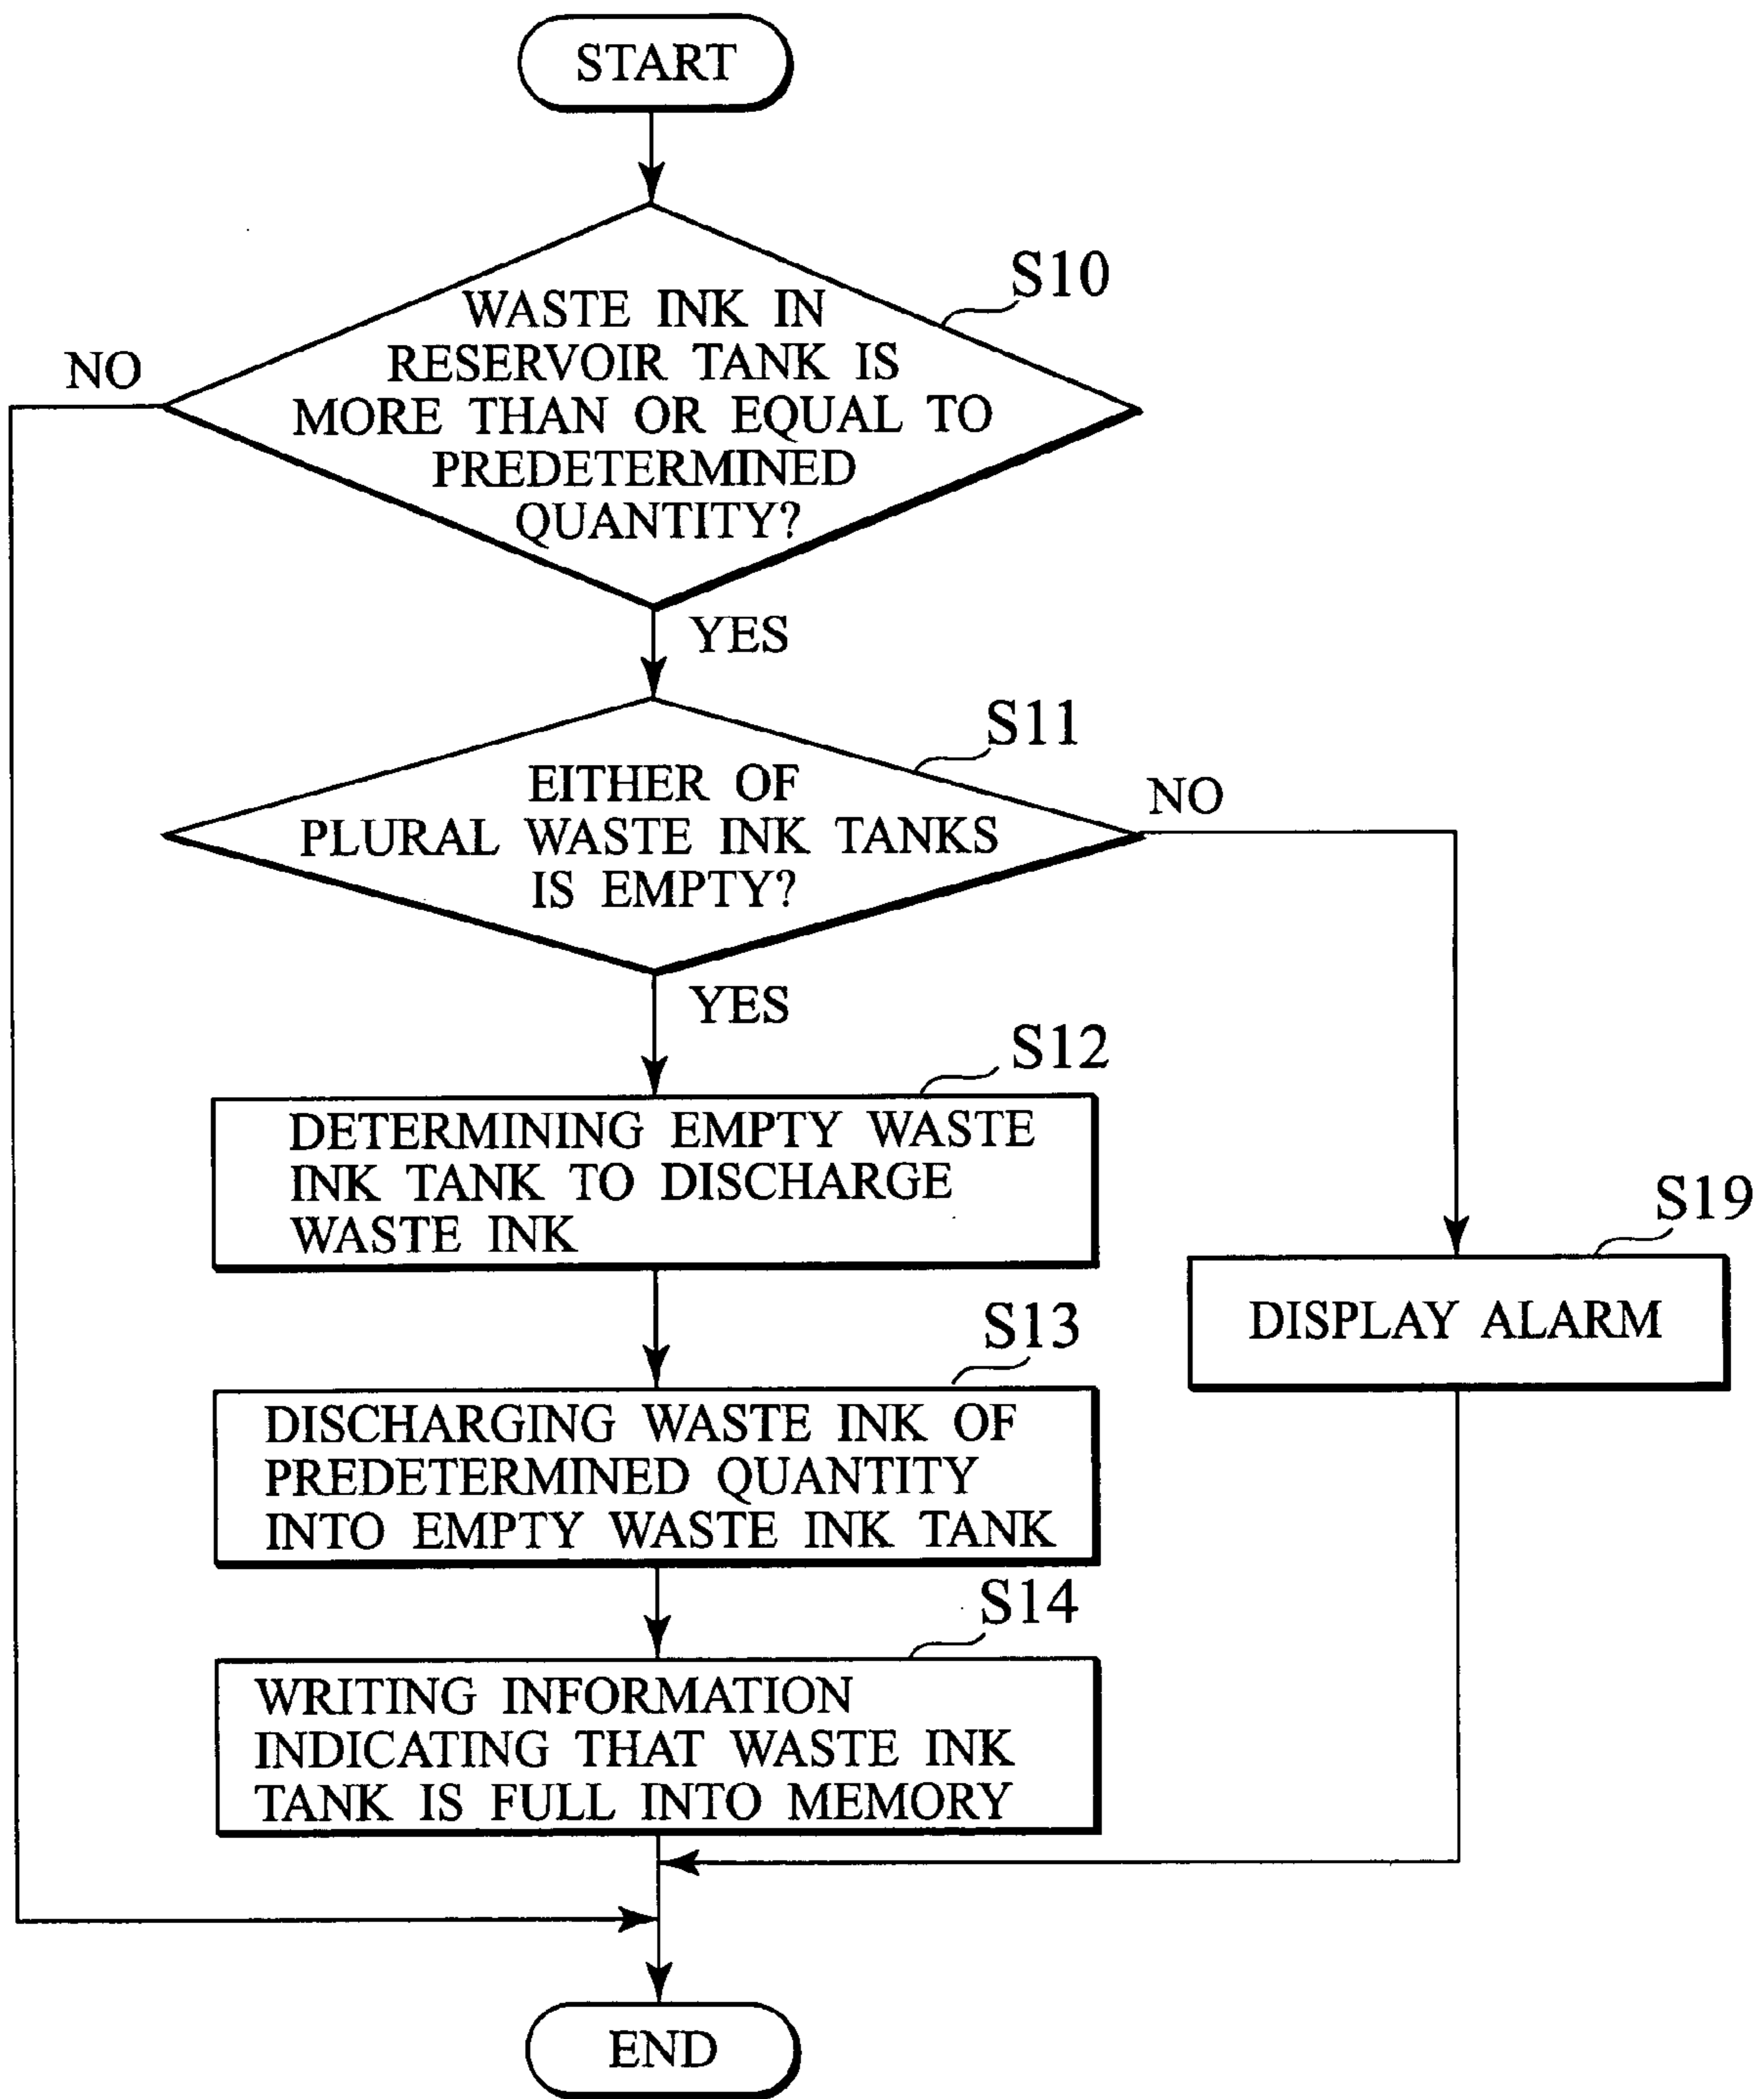 START
S10
WASTE INK IN
RESERVOIR TANK IS
MORE THAN OR EQUAL TO
PREDETERMINED
QUANTITY?
NO
YES
S11
EITHER OF
PLURAL WASTE INK TANKS
IS EMPTY?
NO
YES
S12
DETERMINING EMPTY WASTE
INK TANK TO DISCHARGE
WASTE INK
S19
DISPLAY ALARM
S13
DISCHARGING WASTE INK OF
PREDETERMINED QUANTITY
INTO EMPTY WASTE INK TANK
S14
WRITING INFORMATION
INDICATING THAT WASTE INK
TANK IS FULL INTO MEMORY
END